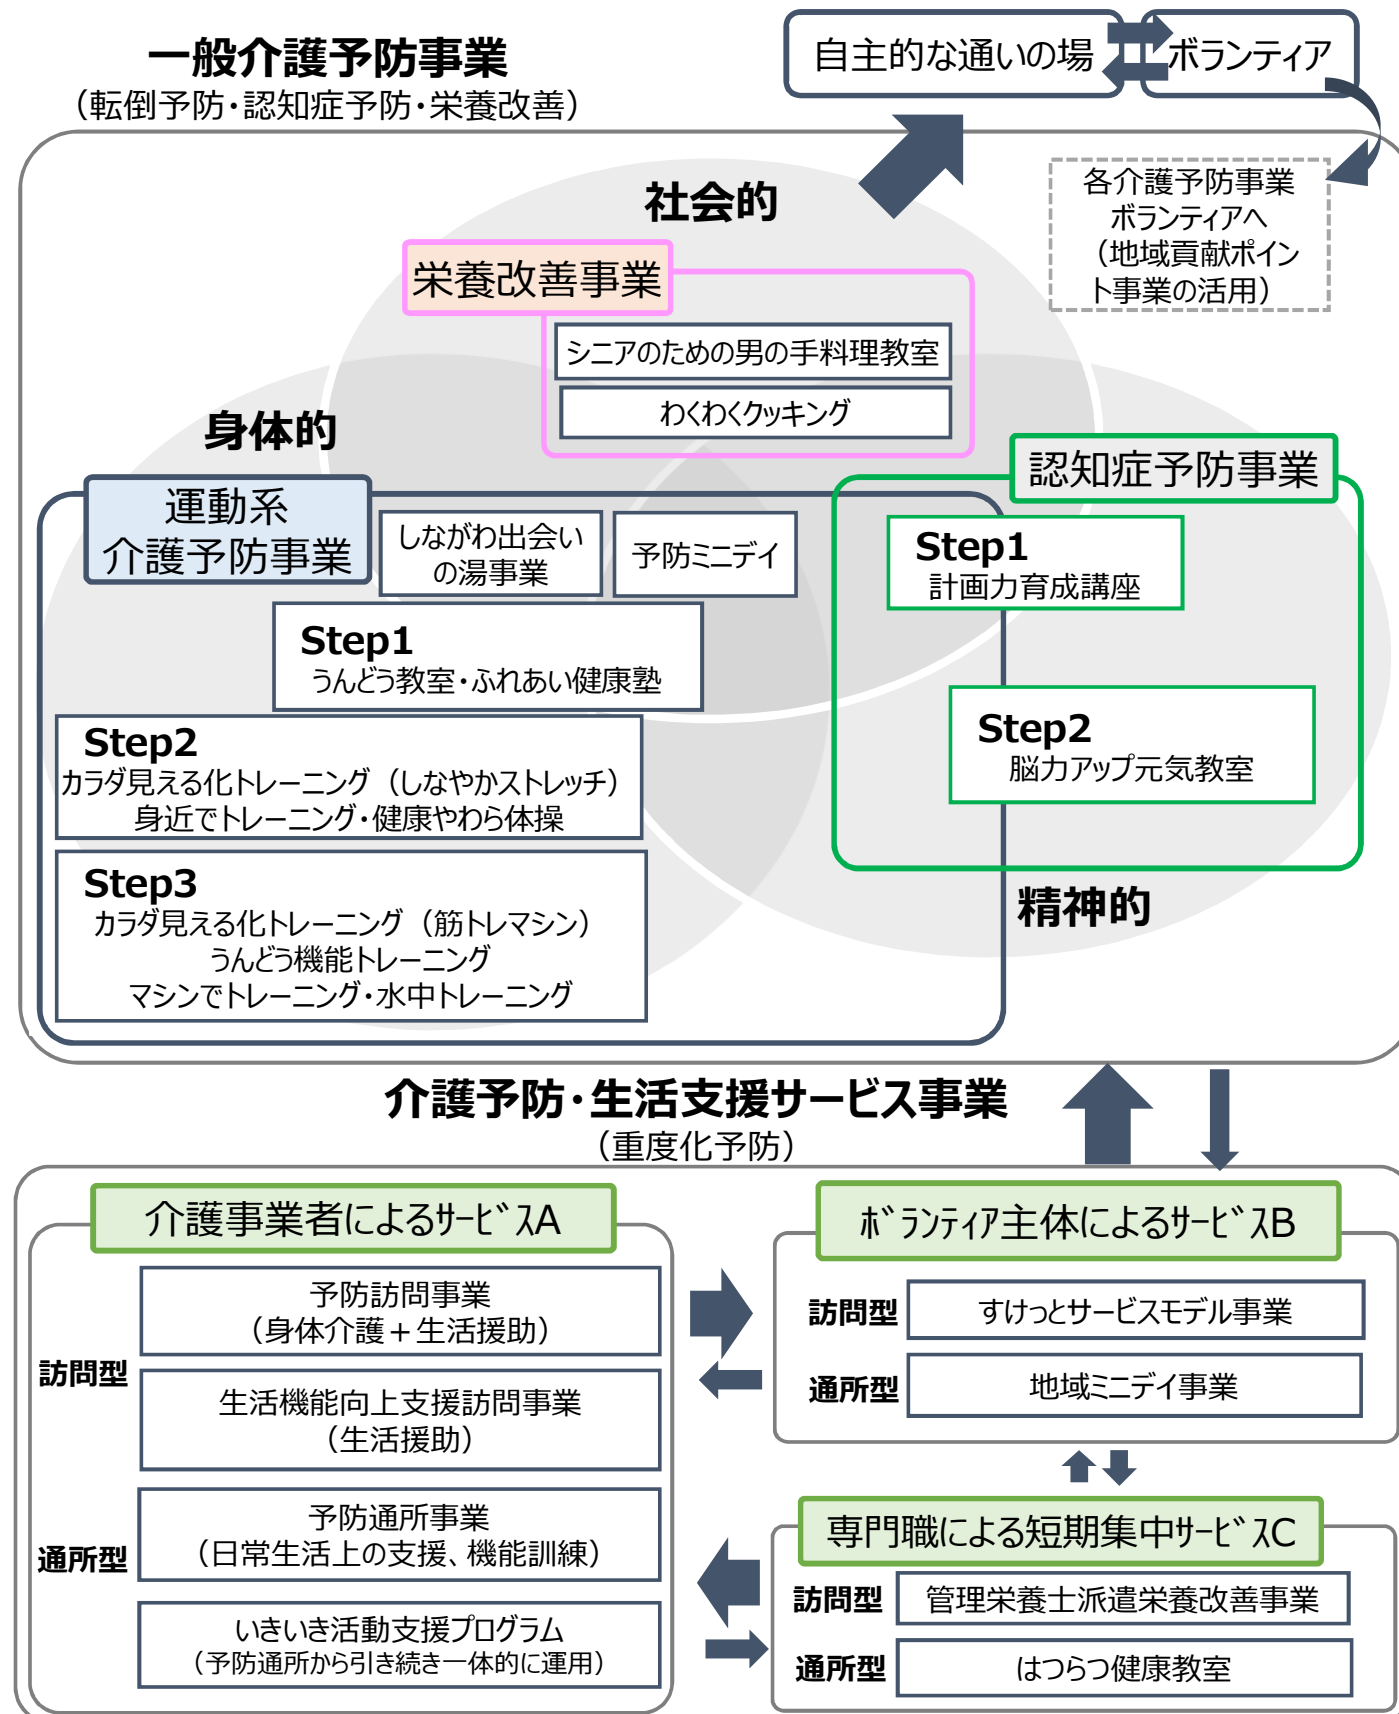 一般介護予防事業
（転倒予防・認知症予防・栄養改善）
自主的な通いの場
ボランティア
各介護予防事業
ボランティアへ
（地域貢献ポイン
ト事業の活用）
社会的
栄養改善事業
シニアのための男の手料理教室
わくわくクッキング
身体的
認知症予防事業
運動系
介護予防事業
しながわ出会い
の湯事業
予防ミニデイ
Step1
計画力育成講座
Step1
うんどう教室・ふれあい健康塾
Step2
脳力アップ元気教室
Step2
カラダ見える化トレーニング（しなやかストレッチ）
身近でトレーニング・健康やわら体操
Step3
カラダ見える化トレーニング（筋トレマシン）
うんどう機能トレーニング
マシンでトレーニング・水中トレーニング
精神的
介護予防・生活支援サービス事業
（重度化予防）
介護事業者によるｻｰﾋﾞｽA
訪問型
予防訪問事業
（身体介護＋生活援助）
生活機能向上支援訪問事業
（生活援助）
通所型
予防通所事業
（日常生活上の支援、機能訓練）
いきいき活動支援プログラム
（予防通所から引き続き一体的に運用）
ﾎﾞﾗﾝﾃｨｱ主体によるｻｰﾋﾞｽB
訪問型
すけっとサービスモデル事業
通所型
地域ミニデイ事業
専門職による短期集中ｻｰﾋﾞｽC
訪問型
管理栄養士派遣栄養改善事業
通所型
はつらつ健康教室